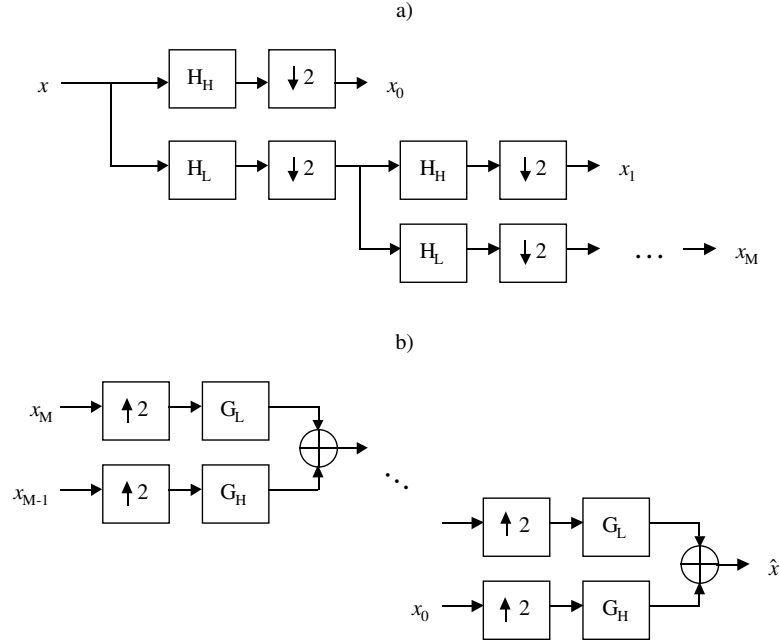 a)
x H_H ↓ 2 x_0
H_L ↓ 2 H_H ↓ 2 x_1
H_L ↓ 2 ... x_M
b)
x_M ↑ 2 G_L
x_{M-1} ↑ 2 G_H ...
↑ 2 G_L
x̂
x_0 ↑ 2 G_H